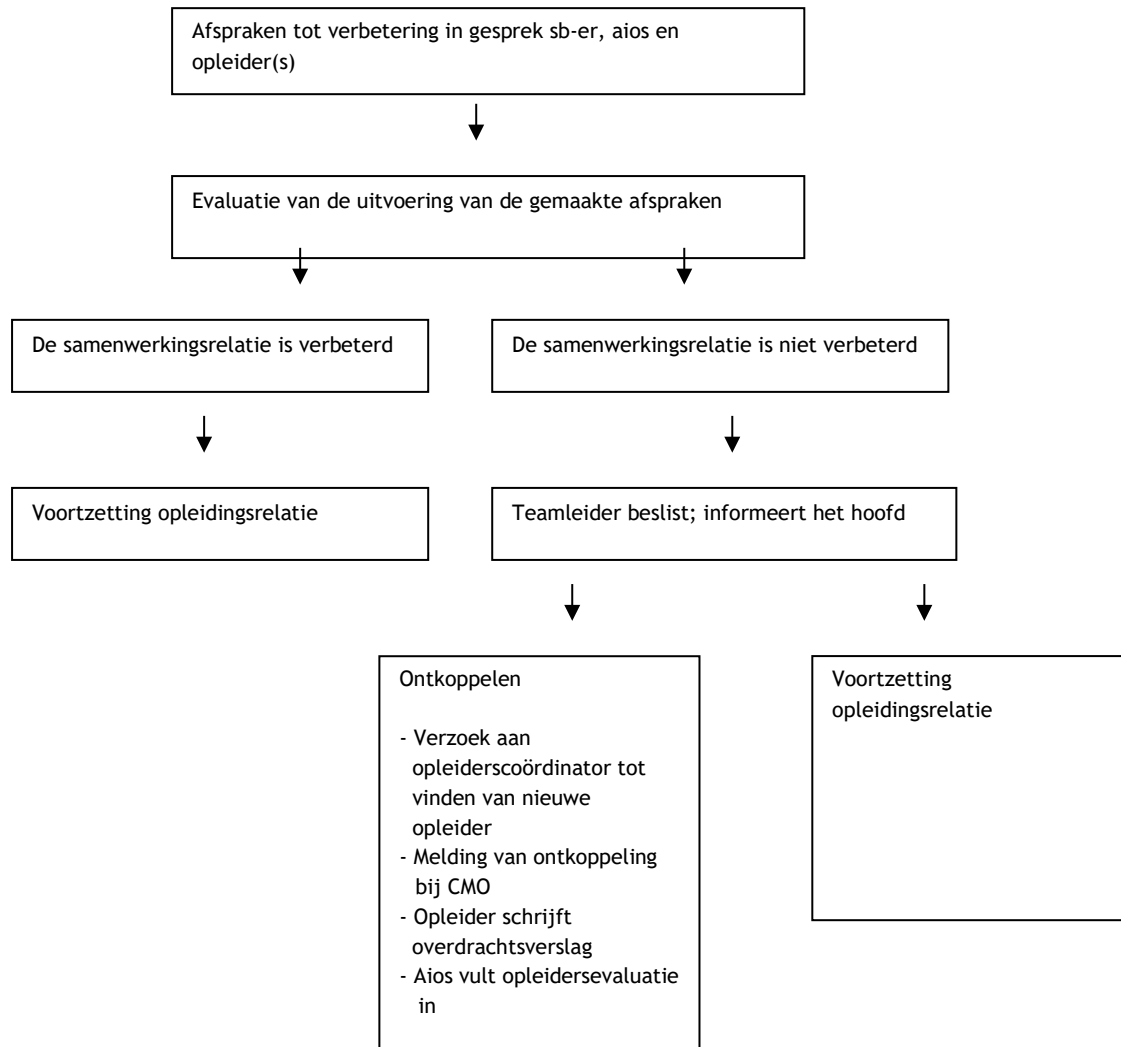 Afspraken tot verbetering in gesprek sb-er, aios en
opleider(s)
Evaluatie van de uitvoering van de gemaakte afspraken
De samenwerkingsrelatie is verbeterd
De samenwerkingsrelatie is niet verbeterd
Voortzetting opleidingsrelatie
Teamleider beslist; informeert het hoofd
Ontkoppelen
- Verzoek aan
opleiderscoördinator tot
vinden van nieuwe
opleider
- Melding van ontkoppeling
bij CMO
- Opleider schrijft
overdrachtsverslag
- Aios vult opleidersevaluatie
in
Voortzetting
opleidingsrelatie